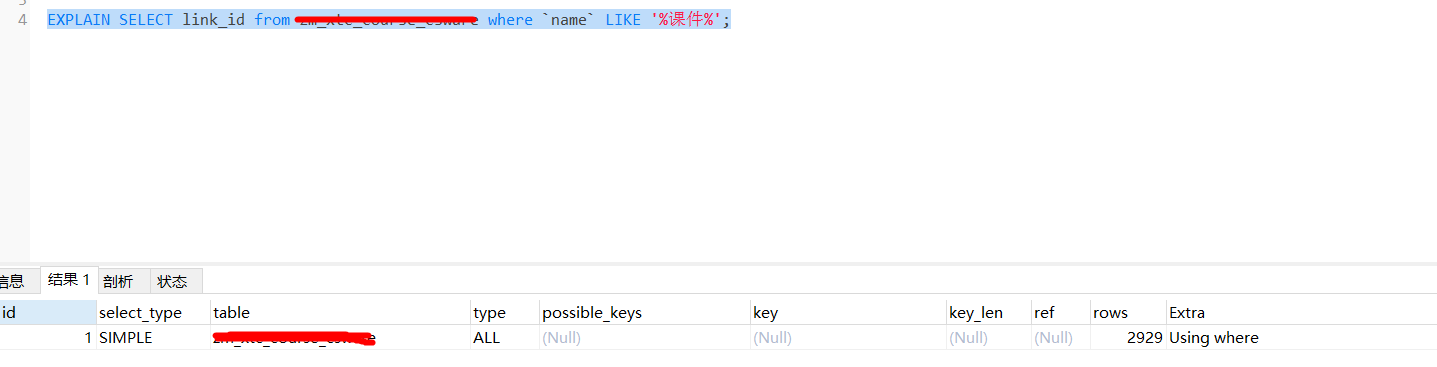 4 EXPLAIN SELECT link_id from where `name` LIKE '%课件%';
信息 结果 1 剖析 状态
id select_type table type possible_keys key key_len ref rows Extra
1 SIMPLE ALL (Null) (Null) (Null) (Null) 2929 Using where